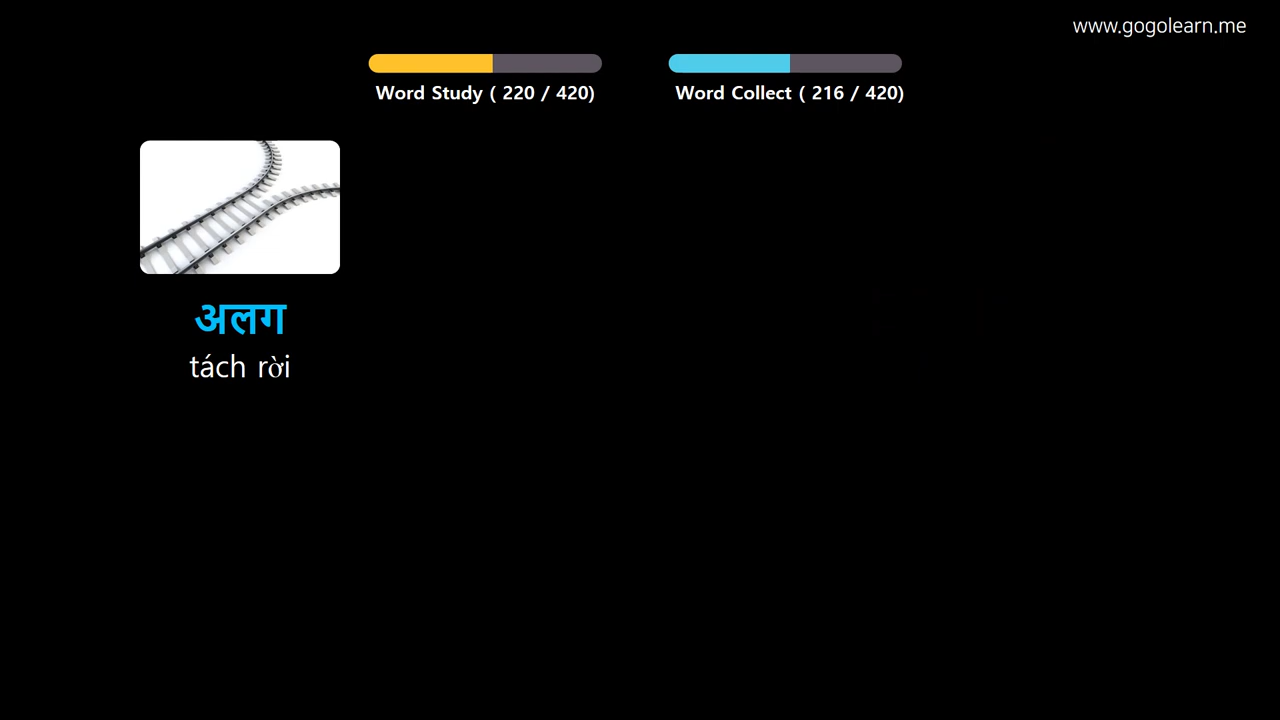 www.gogolearn.me
Word Study ( 220 / 420)
Word Collect ( 216 / 420)
अलग
tách rời